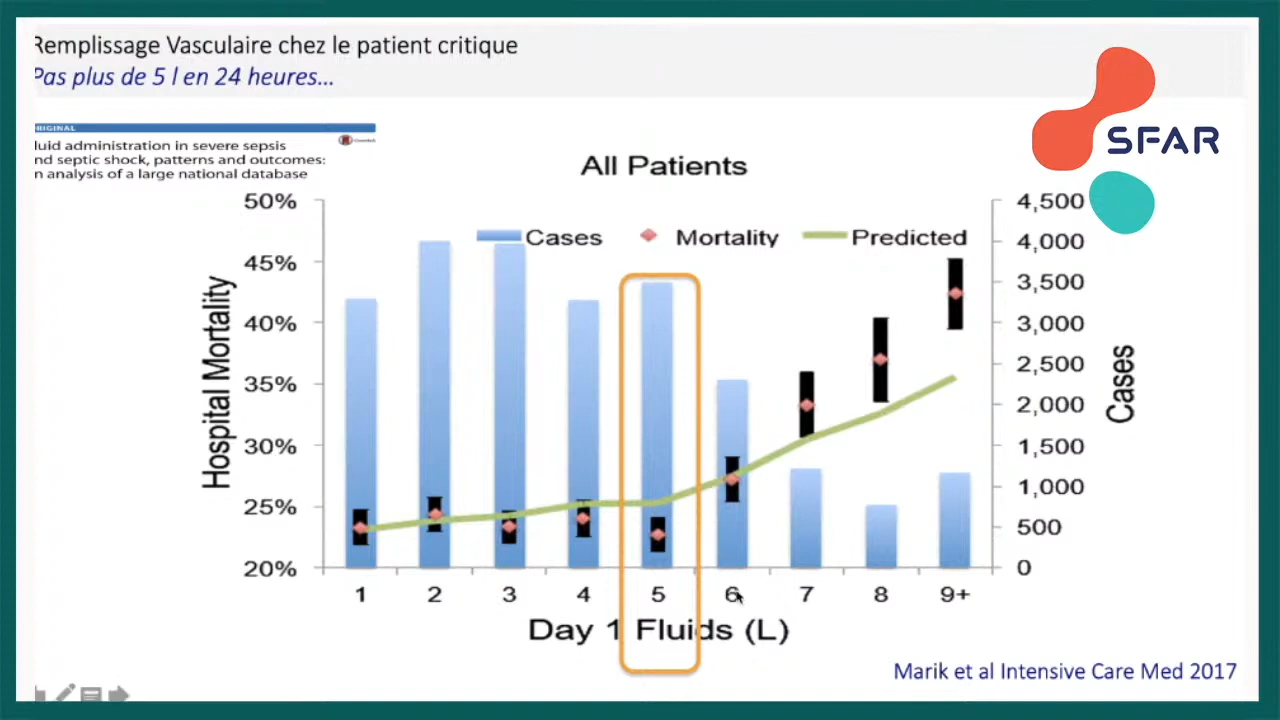 Remplissage Vasculaire chez le patient critique
Pas plus de 5 l en 24 heures...
SFAR
RIGINAL
luid administration in severe sepsis
nd septic shock, patterns and outcomes:
n analysis of a large national database
All Patients
Cases Mortality Predicted
50%
45%
40%
35%
30%
25%
20%
Hospital Mortality
4,500
4,000
3,500
3,000
2,500
2,000
1,500
1,000
500
0
Cases
1 2 3 4 5 6 7 8 9+
Day 1 Fluids (L)
Marik et al Intensive Care Med 2017